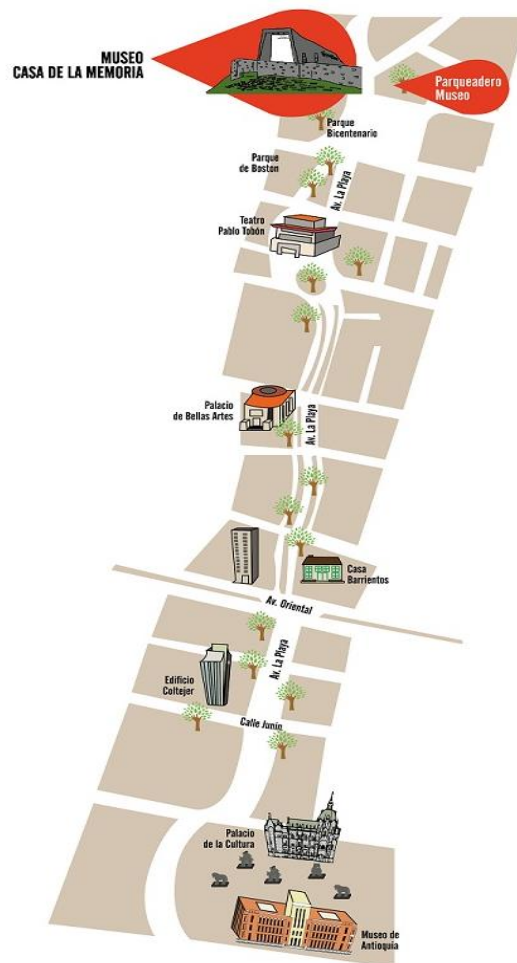 MUSEO
CASA DE LA MEMORIA
Parqueadero
Museo
Parque
Bicentenario
Parque
de Boston
Av. La Playa
Teatro
Pablo Tobón
Palacio
de Bellas Artes
Av. La Playa
Casa
Barrientos
Av. Oriental
Av. La Playa
Edificio
Coltejer
Calle Junín
Palacio
de la Cultura
Museo de
Antioquía